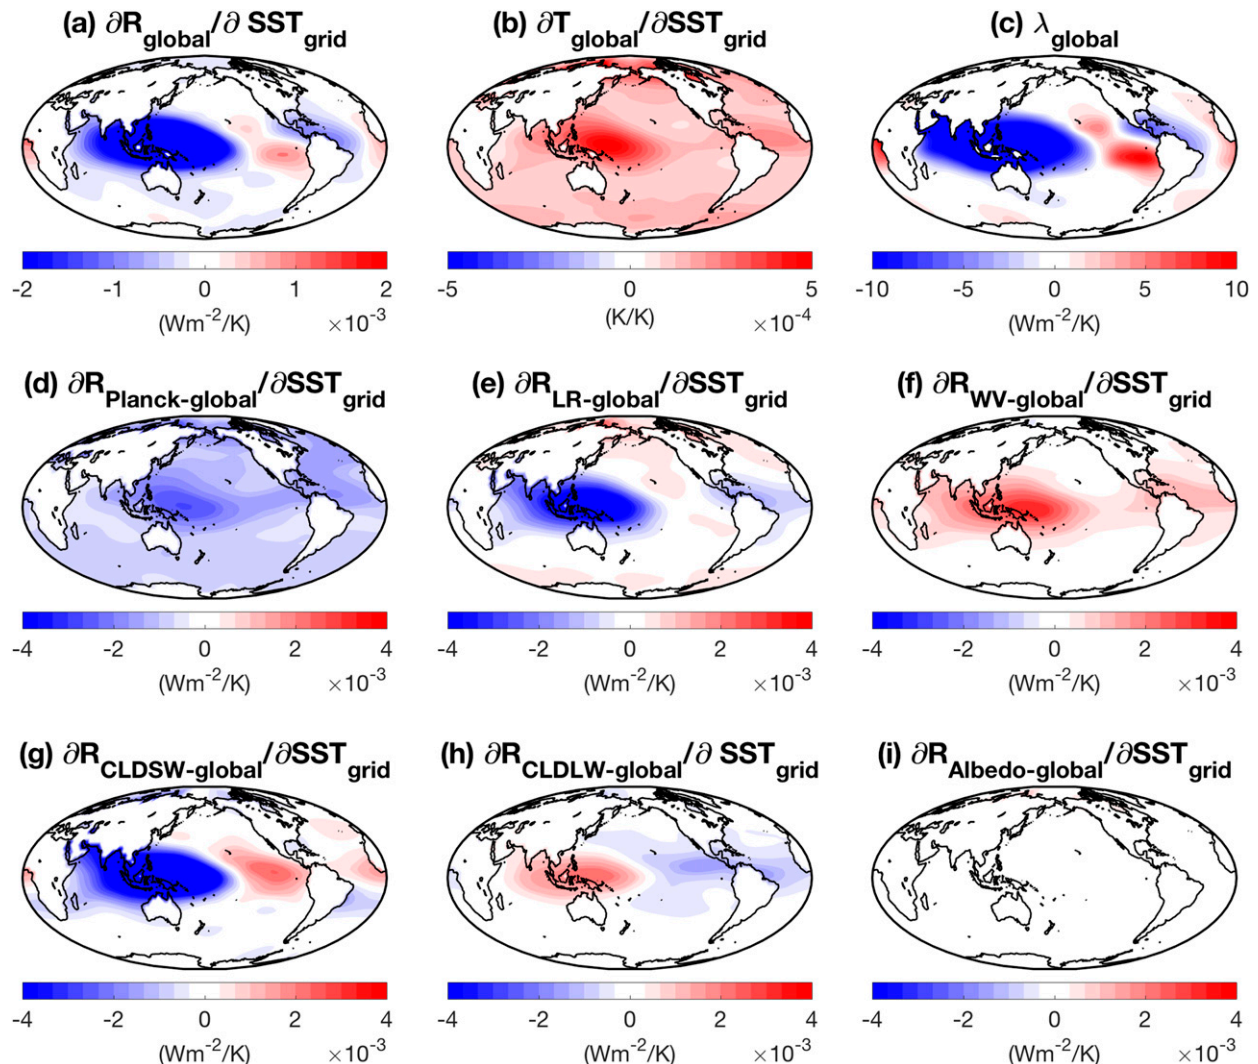 (a) ∂R_global/∂ SST_grid
(b) ∂T_global/∂SST_grid
(c) λ_global
-2 -1 0 1 2
(Wm⁻²/K) ×10⁻³
-5 0 5
(K/K) ×10⁻⁴
-10 -5 0 5 10
(Wm⁻²/K)
(d) ∂R_Planck-global/∂SST_grid
(e) ∂R_LR-global/∂SST_grid
(f) ∂R_WV-global/∂SST_grid
-4 -2 0 2 4
(Wm⁻²/K) ×10⁻³
-4 -2 0 2 4
(Wm⁻²/K) ×10⁻³
-4 -2 0 2 4
(Wm⁻²/K) ×10⁻³
(g) ∂R_CLDSW-global/∂SST_grid
(h) ∂R_CLDLW-global/∂ SST_grid
(i) ∂R_Albedo-global/∂SST_grid
-4 -2 0 2 4
(Wm⁻²/K) ×10⁻³
-4 -2 0 2 4
(Wm⁻²/K) ×10⁻³
-4 -2 0 2 4
(Wm⁻²/K) ×10⁻³